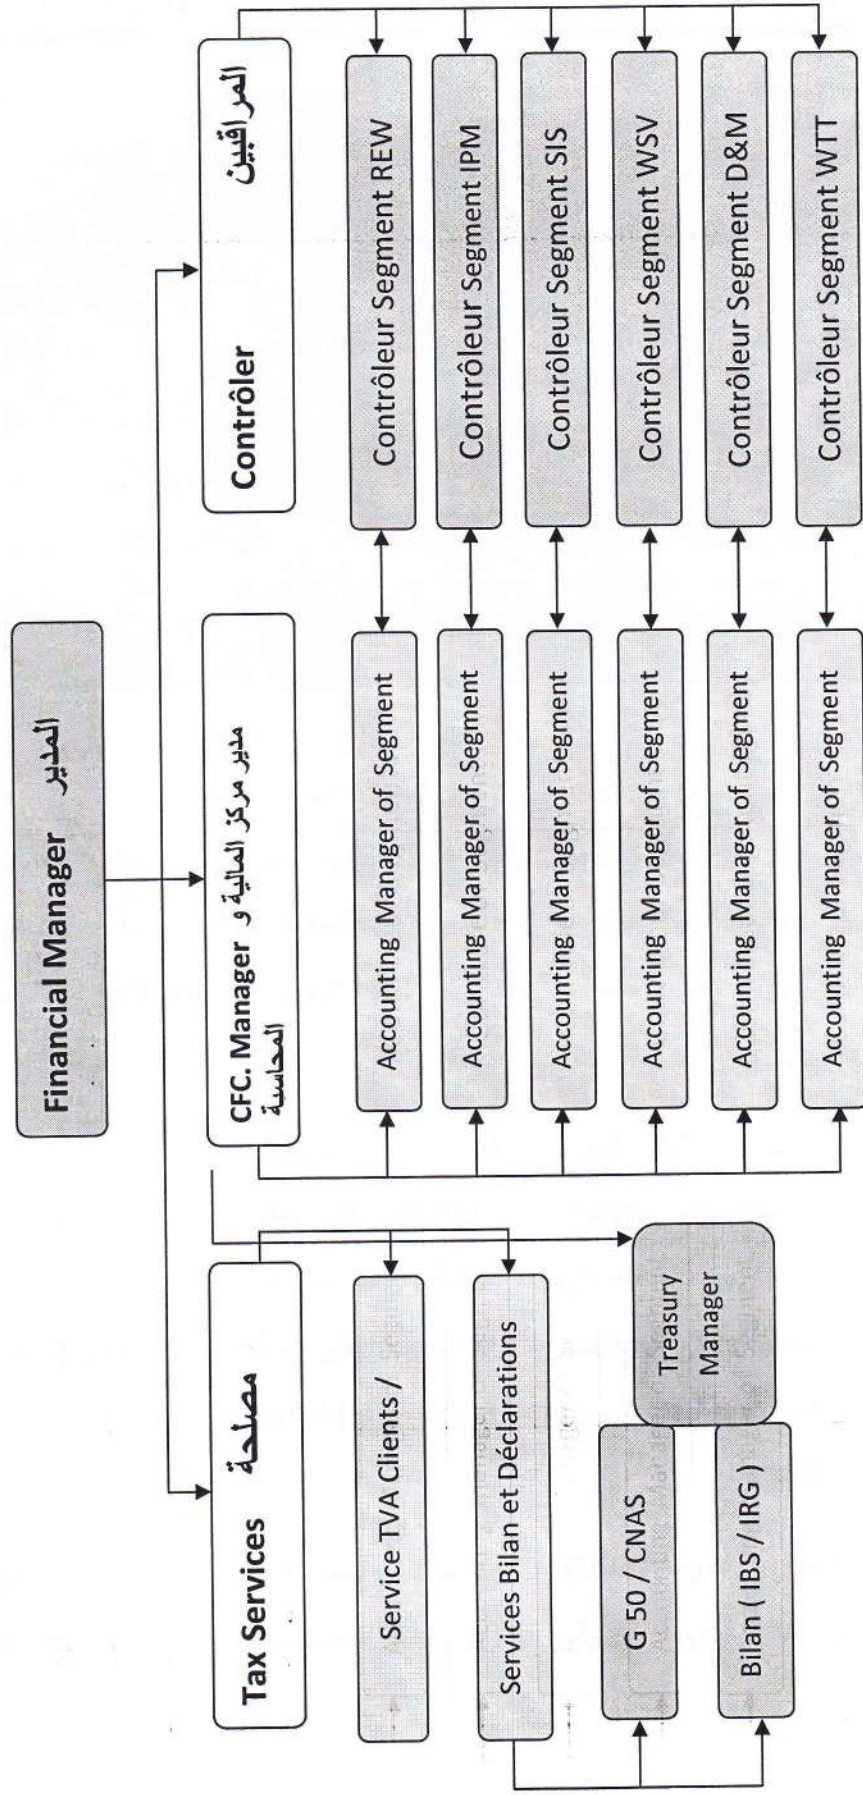 Financial Manager المدير
Tax Services مصلحة
CFC. Manager مدير مركز المالية و
المحاسبة
Contrôler المراقبين
Service TVA Clients /
Services Bilan et Déclarations
G 50 / CNAS
Bilan ( IBS / IRG )
Treasury
Manager
Accounting Manager of Segment
Accounting Manager of Segment
Accounting Manager of Segment
Accounting Manager of Segment
Accounting Manager of Segment
Accounting Manager of Segment
Contrôleur Segment REW
Contrôleur Segment IPM
Contrôleur Segment SIS
Contrôleur Segment WSV
Contrôleur Segment D&M
Contrôleur Segment WTT